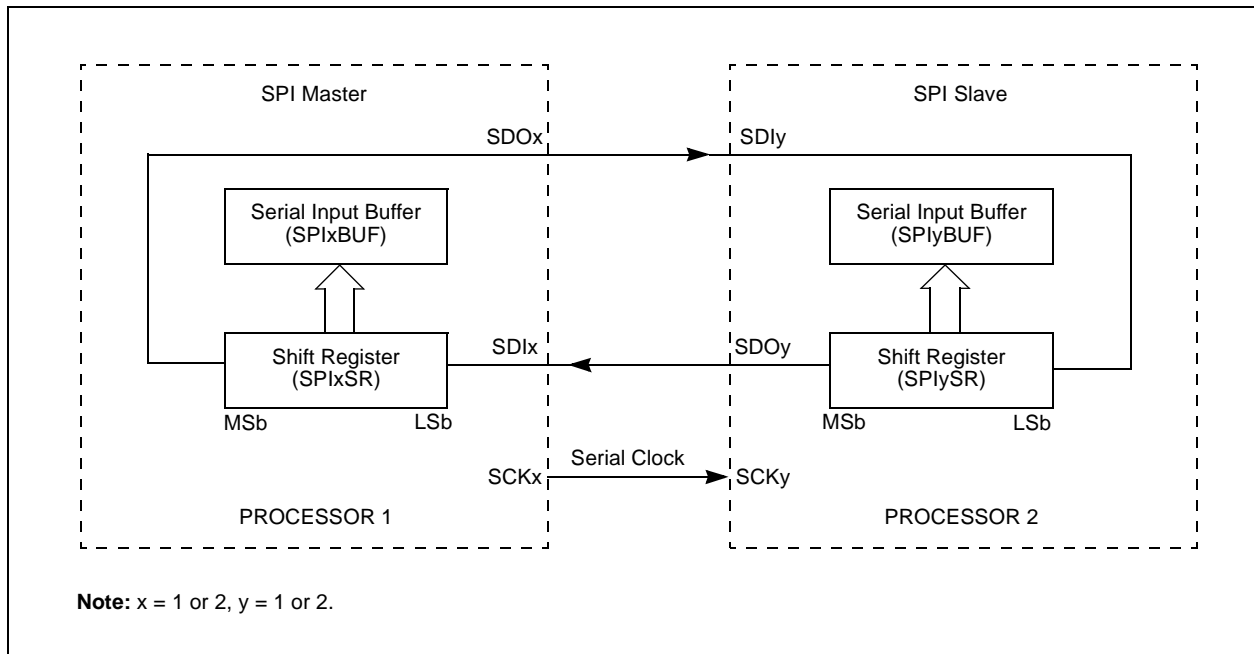 SPI Master
SPI Slave
SDOx
SDIy
Serial Input Buffer
(SPIxBUF)
Serial Input Buffer
(SPIyBUF)
Shift Register
(SPIxSR)
SDIx
SDOy
Shift Register
(SPIySR)
MSb
LSb
MSb
LSb
Serial Clock
SCKx
SCKy
PROCESSOR 1
PROCESSOR 2
Note: x = 1 or 2, y = 1 or 2.